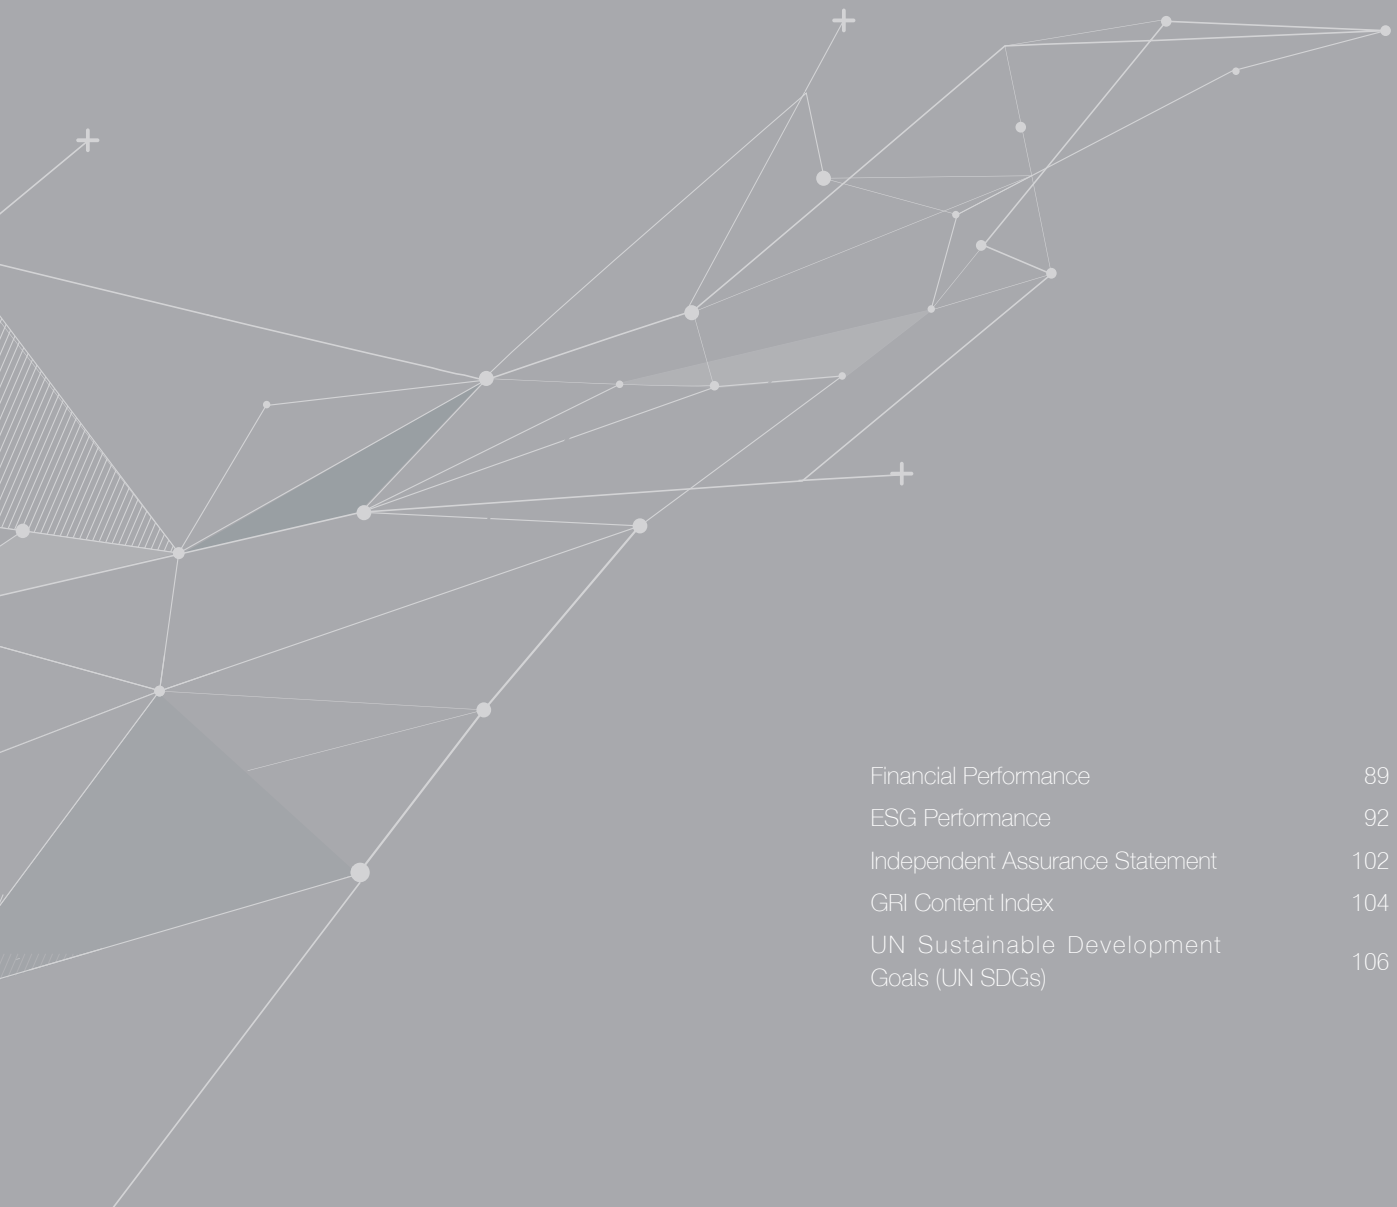 Financial Performance 89
ESG Performance 92
Independent Assurance Statement 102
GRI Content Index 104
UN Sustainable Development
Goals (UN SDGs) 106